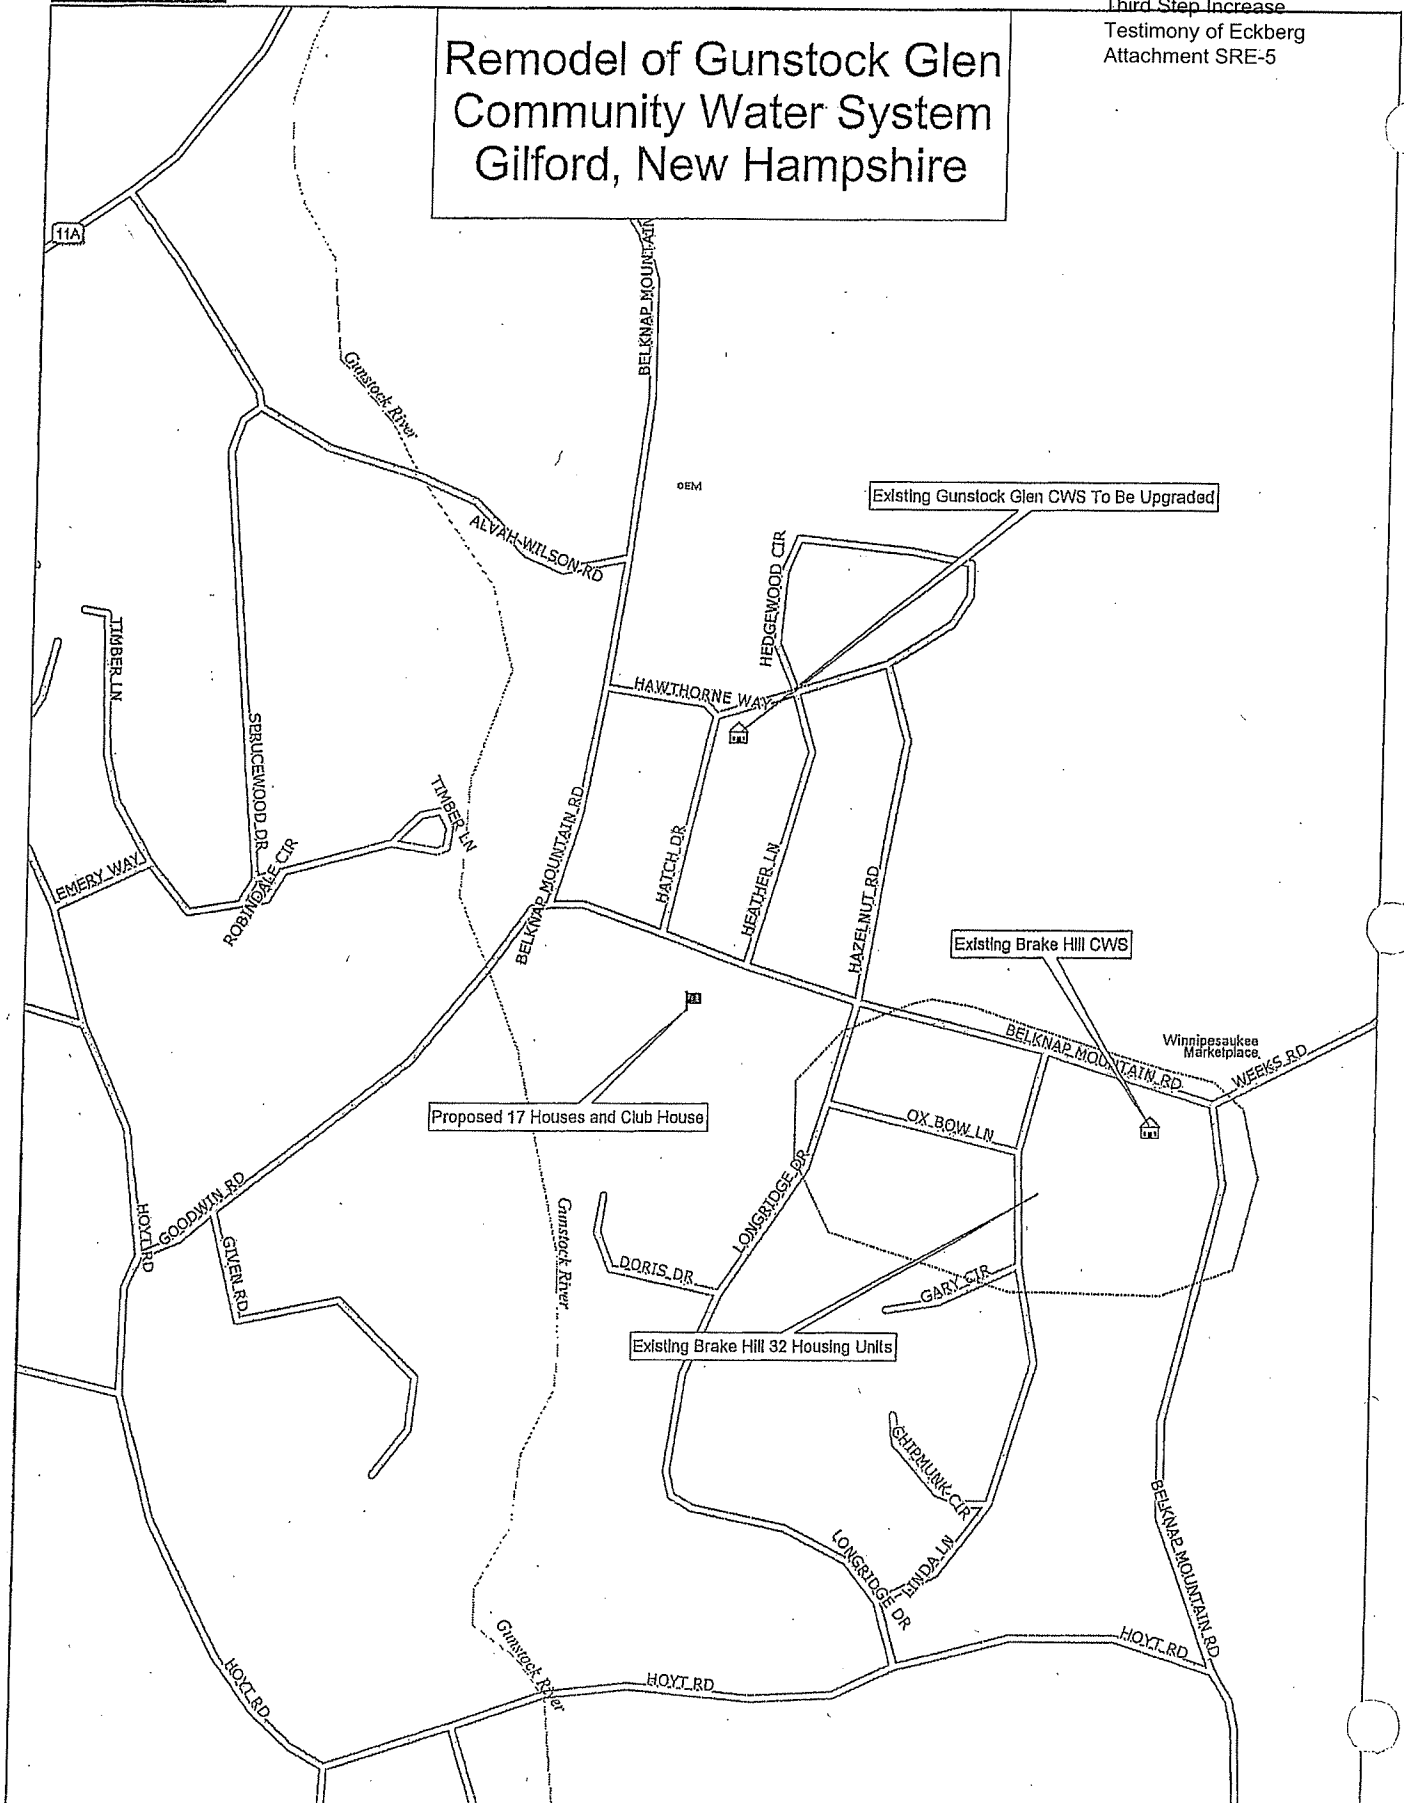 Third Step Increase
Testimony of Eckberg
Attachment SRE-5
Remodel of Gunstock Glen
Community Water System
Gilford, New Hampshire
11A
BELKNAP MOUNTAIN
Gunstock River
OEM
Existing Gunstock Glen CWS To Be Upgraded
ALVAH WILSON RD
HEDGEWOOD CIR
TIMBER LN
HAWTHORNE WAY
SPRUCEWOOD DR
TIMBER LN
BELKNAP MOUNTAIN RD
HATCH DR
HEATHER LN
HAZELNUT RD
EMERY WAY
ROBINDALE CIR
Existing Brake Hill CWS
BELKNAP MOUNTAIN RD
Winnipesaukee
Marketplace
WEEKS RD
Proposed 17 Houses and Club House
OX BOW LN
LONGRIDGE DR
GOODWIN RD
HOYT RD
GIVEN RD
Gunstock River
DORIS DR
GARY CIR
Existing Brake Hill 32 Housing Units
CHIPMUNK CIR
LONGRIDGE DR
LINDA LN
BELKNAP MOUNTAIN RD
Gunstock River
HOYT RD
HOYT RD
HOYT RD